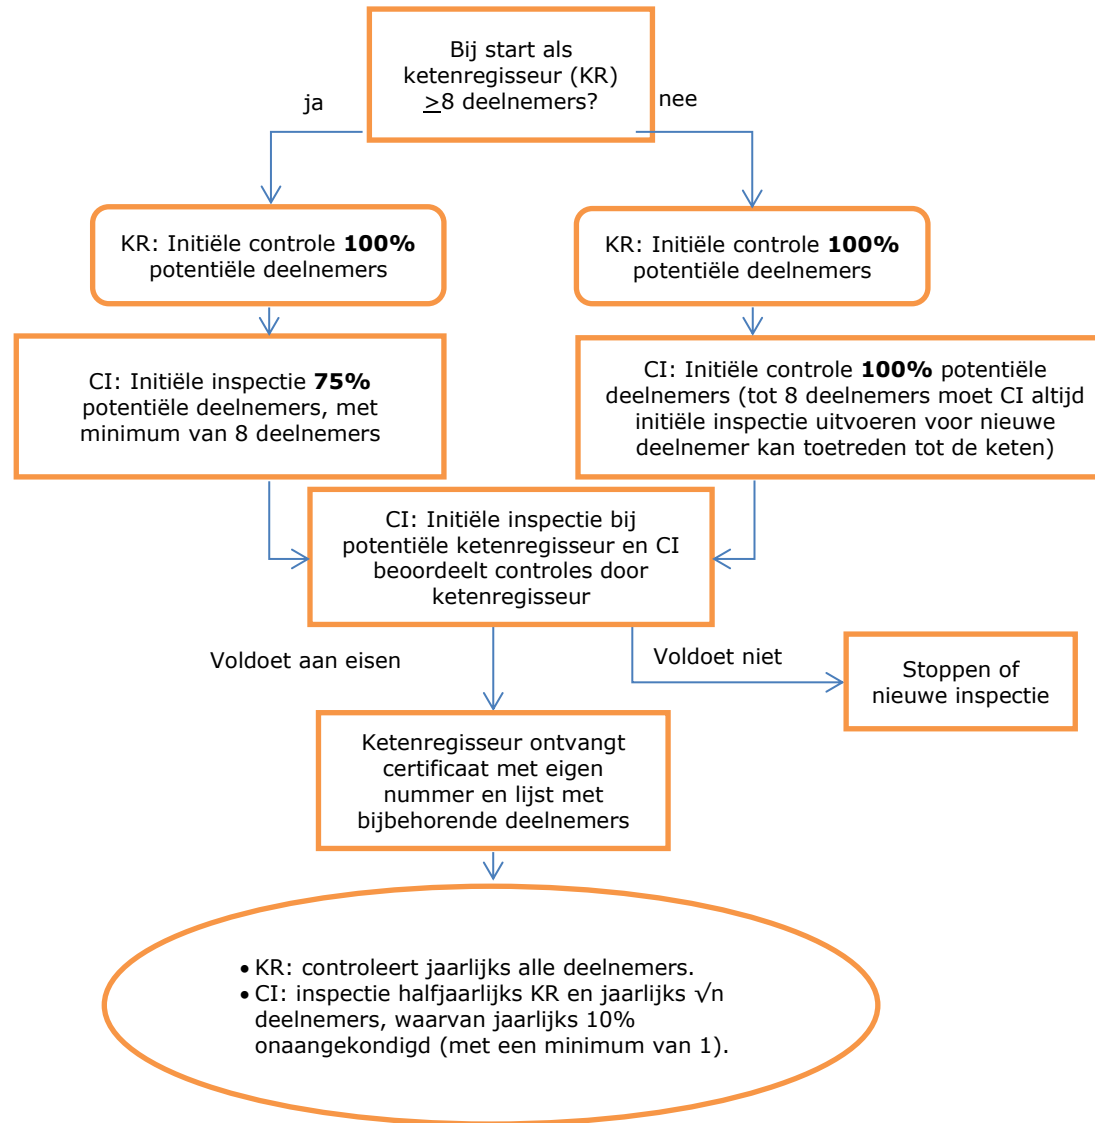 Bij start als
ketenregisseur (KR)
≥8 deelnemers?
ja
nee
KR: Initiële controle 100%
potentiële deelnemers
KR: Initiële controle 100%
potentiële deelnemers
CI: Initiële inspectie 75%
potentiële deelnemers, met
minimum van 8 deelnemers
CI: Initiële controle 100% potentiële
deelnemers (tot 8 deelnemers moet CI altijd
initiële inspectie uitvoeren voor nieuwe
deelnemer kan toetreden tot de keten)
CI: Initiële inspectie bij
potentiële ketenregisseur en CI
beoordeelt controles door
ketenregisseur
Voldoet aan eisen
Voldoet niet
Stoppen of
nieuwe inspectie
Ketenregisseur ontvangt
certificaat met eigen
nummer en lijst met
bijbehorende deelnemers
• KR: controleert jaarlijks alle deelnemers.
• CI: inspectie halfjaarlijks KR en jaarlijks √n
deelnemers, waarvan jaarlijks 10%
onaangekondigd (met een minimum van 1).